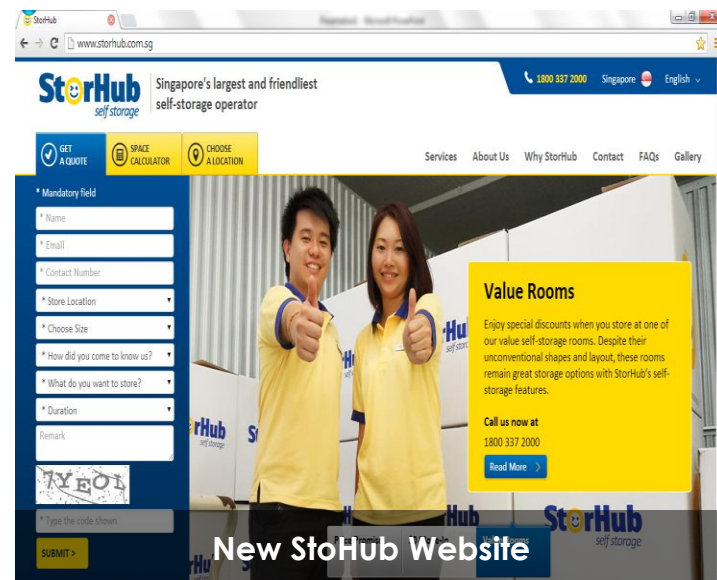 StorHub
www.storhub.com.sg
StorHub
self storage
Singapore's largest and friendliest
self-storage operator
1800 337 2000 Singapore English
GET
A QUOTE
SPACE
CALCULATOR
CHOOSE
A LOCATION
Services About Us Why StorHub Contact FAQs Gallery
* Mandatory field
* Name
* Email
* Contact Number
* Store Location
* Choose Size
* How did you come to know us?
* What do you want to store?
* Duration
Remark
7YEOL
* Type the code shown
SUBMIT >
Value Rooms
Enjoy special discounts when you store at one of
our value self-storage rooms. Despite their
unconventional shapes and layout, these rooms
remain great storage options with StorHub's self-
storage features.
Call us now at
1800 337 2000
Read More
StorHub
self storage
New StoHub Website